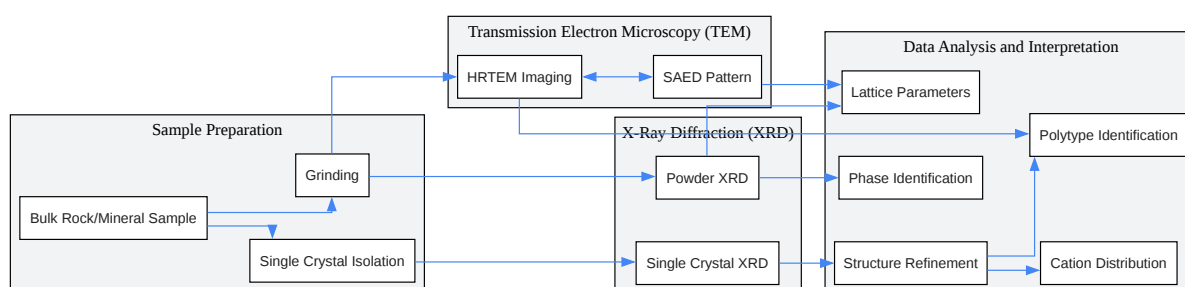 Transmission Electron Microscopy (TEM)
HRTEM Imaging
SAED Pattern
Data Analysis and Interpretation
Lattice Parameters
Polytype Identification
Phase Identification
Structure Refinement
Cation Distribution
Sample Preparation
Grinding
Bulk Rock/Mineral Sample
Single Crystal Isolation
X-Ray Diffraction (XRD)
Powder XRD
Single Crystal XRD